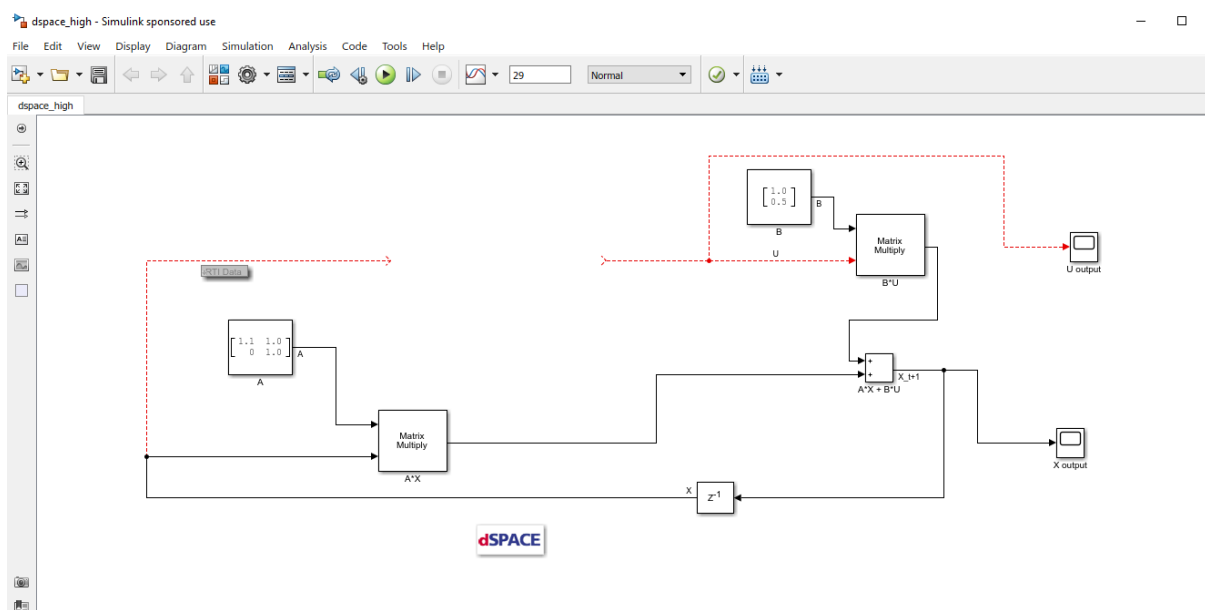 dspace_high - Simulink sponsored use
File Edit View Display Diagram Simulation Analysis Code Tools Help
29 Normal
dspace_high
1.0
0.5
B
B
Matrix
Multiply
B*U
U
U output
RTI Data
1.1 1.0
0 1.0
A
A
+
+
X_t+1
A*X + B*U
Matrix
Multiply
A*X
X output
X
Z-1
dSPACE